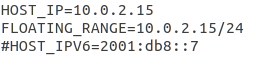 HOST_IP=10.0.2.15
FLOATING_RANGE=10.0.2.15/24
#HOST_IPV6=2001:db8::7